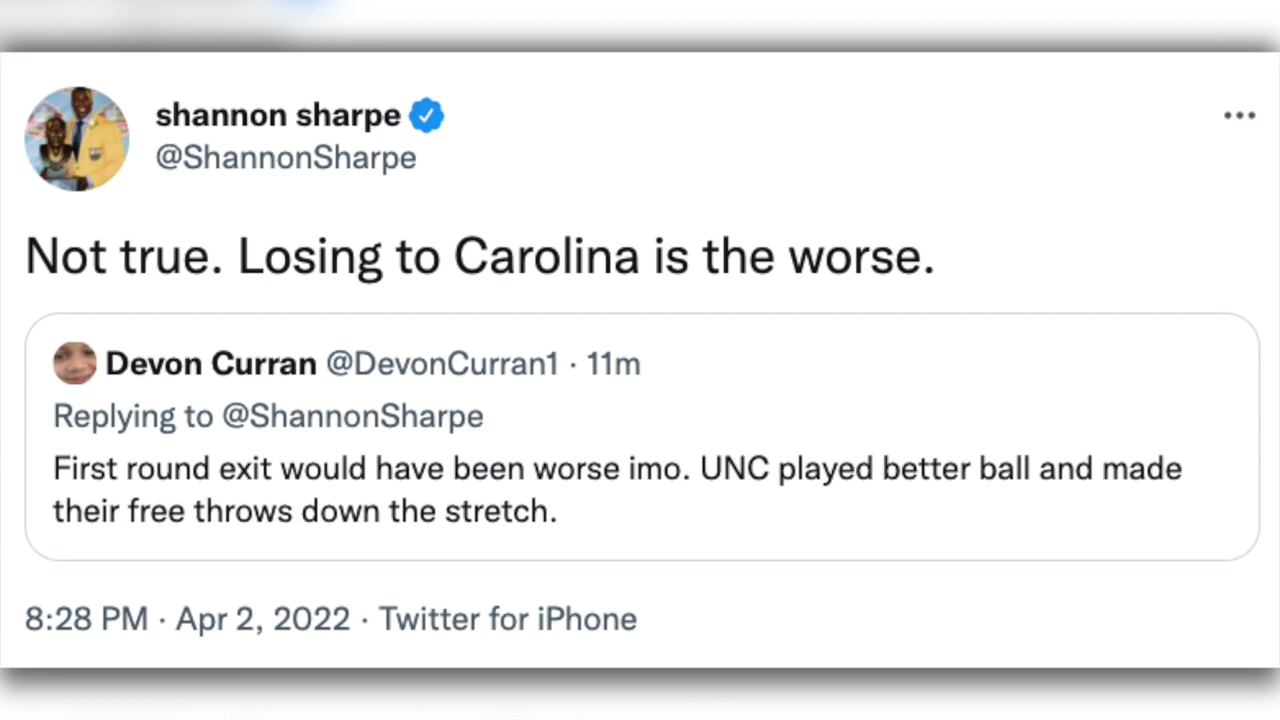 shannon sharpe
@ShannonSharpe
Not true. Losing to Carolina is the worse.
Devon Curran @DevonCurran1 · 11m
Replying to @ShannonSharpe
First round exit would have been worse imo. UNC played better ball and made
their free throws down the stretch.
8:28 PM · Apr 2, 2022 · Twitter for iPhone